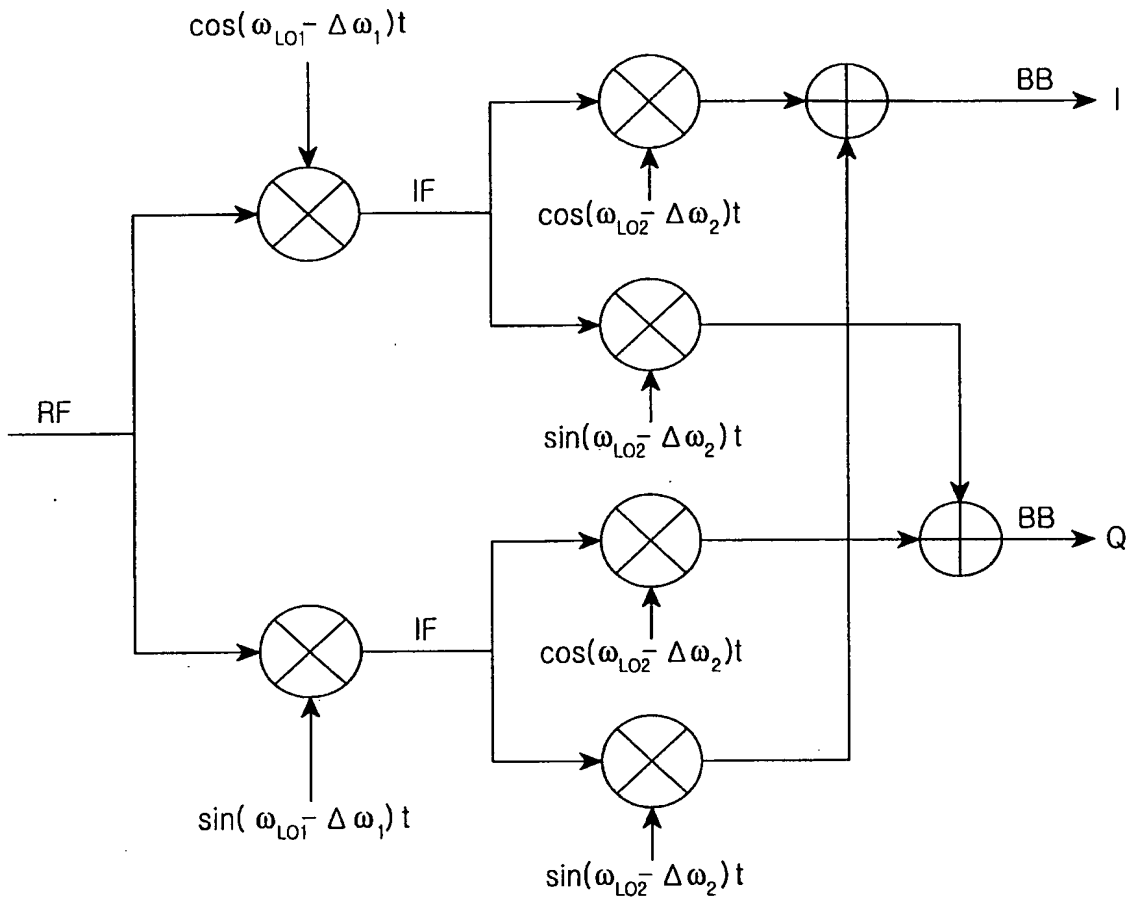 cos(ω_LO1 − Δω_1)t
BB
I
IF
cos(ω_LO2 − Δω_2)t
RF
sin(ω_LO2 − Δω_2)t
BB
Q
IF
cos(ω_LO2 − Δω_2)t
sin(ω_LO1 − Δω_1)t
sin(ω_LO2 − Δω_2)t